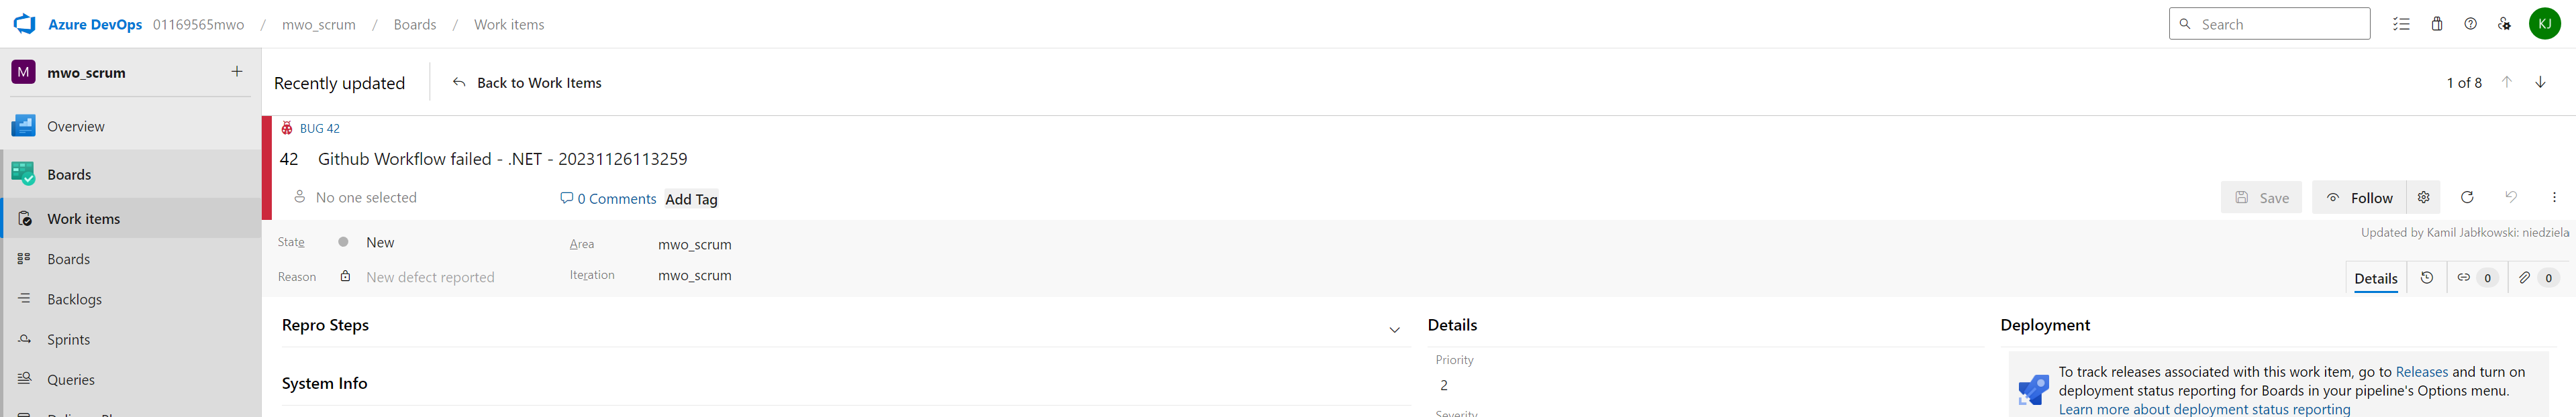 Azure DevOps 01169565mwo / mwo_scrum / Boards / Work items
Search
KJ
M mwo_scrum
Recently updated
Back to Work Items
1 of 8
Overview
Boards
Work items
Boards
Backlogs
Sprints
Queries
BUG 42
42 Github Workflow failed - .NET - 20231126113259
No one selected
0 Comments
Add Tag
Save
Follow
State
New
Area
mwo_scrum
Updated by Kamil Jabłkowski: niedziela
Reason
New defect reported
Iteration
mwo_scrum
Details
0
0
Repro Steps
System Info
Details
Priority
2
Severity
Deployment
To track releases associated with this work item, go to Releases and turn on
deployment status reporting for Boards in your pipeline's Options menu.
Learn more about deployment status reporting